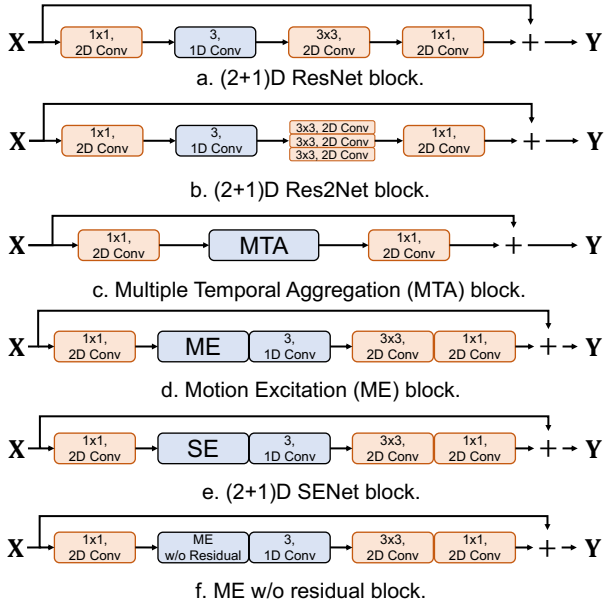 X 1x1, 2D Conv 3, 1D Conv 3x3, 2D Conv 1x1, 2D Conv + Y
a. (2+1)D ResNet block.
X 1x1, 2D Conv 3, 1D Conv 3x3, 2D Conv 3x3, 2D Conv 3x3, 2D Conv 1x1, 2D Conv + Y
b. (2+1)D Res2Net block.
X 1x1, 2D Conv MTA 1x1, 2D Conv + Y
c. Multiple Temporal Aggregation (MTA) block.
X 1x1, 2D Conv ME 3, 1D Conv 3x3, 2D Conv 1x1, 2D Conv + Y
d. Motion Excitation (ME) block.
X 1x1, 2D Conv SE 3, 1D Conv 3x3, 2D Conv 1x1, 2D Conv + Y
e. (2+1)D SENet block.
X 1x1, 2D Conv ME w/o Residual 3, 1D Conv 3x3, 2D Conv 1x1, 2D Conv + Y
f. ME w/o residual block.